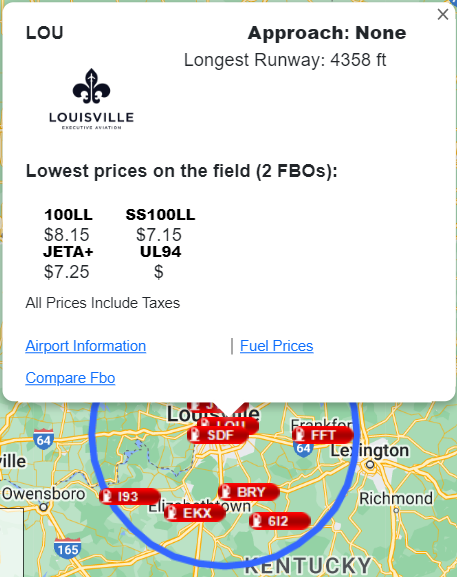 ×
LOU
Approach: None
Longest Runway: 4358 ft
LOUISVILLE
EXECUTIVE AVIATION
Lowest prices on the field (2 FBOs):
100LL SS100LL
$8.15 $7.15
JETA+ UL94
$7.25 $
All Prices Include Taxes
Airport Information | Fuel Prices
Compare Fbo
Louisville
LOU
SDF
Frankfort
FFT
64
64
Lexington
ville
Owensboro
I93
BRY
Richmond
Elizabethtown
EKX
6I2
165
KENTUCKY